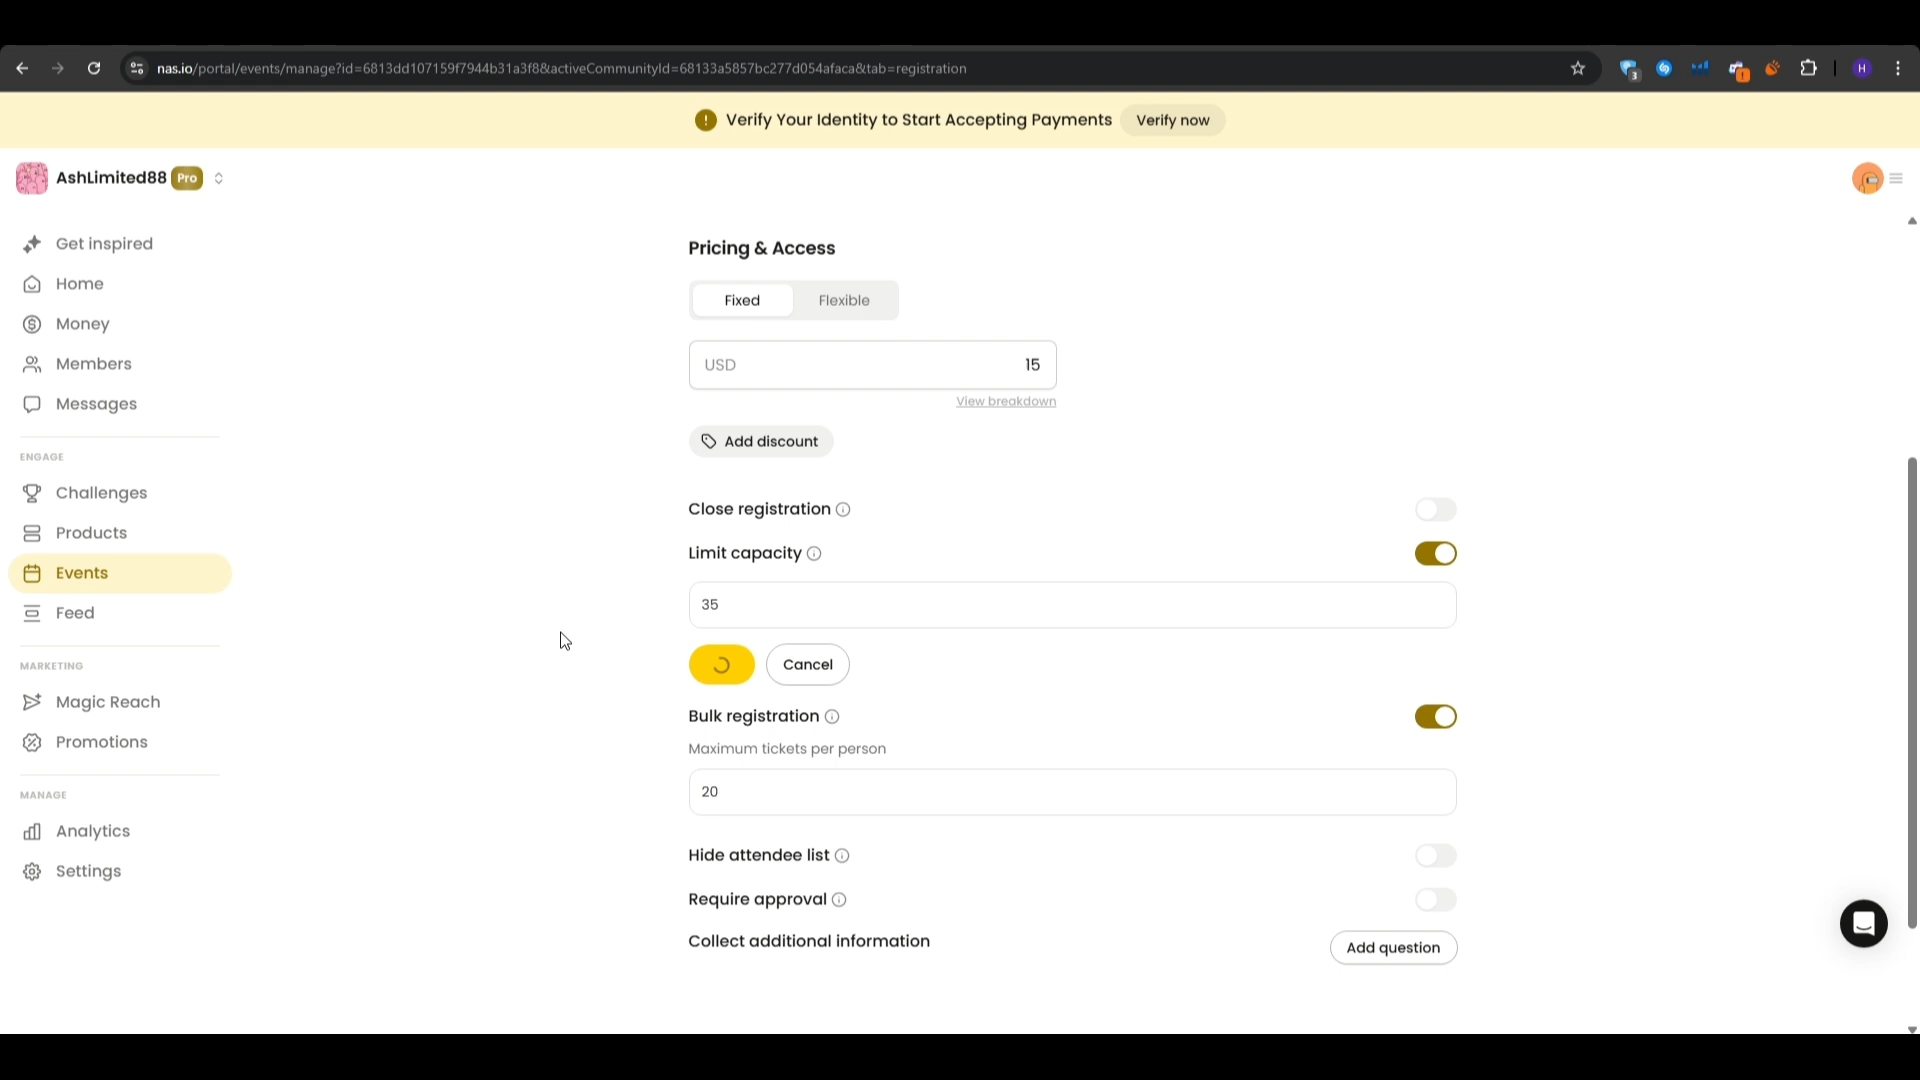 nas.io/portal/events/manage?id=6813dd107159f7944b31a3f8&activeCommunityId=68133a5857bc277d054afaca&tab=registration
3
!
H
! Verify Your Identity to Start Accepting Payments Verify now
AshLimited88 Pro
Get inspired
Home
Money
Members
Messages
ENGAGE
Challenges
Products
Events
Feed
MARKETING
Magic Reach
Promotions
MANAGE
Analytics
Settings
Pricing & Access
Fixed Flexible
USD 15
View breakdown
Add discount
Close registration
Limit capacity
35
Cancel
Bulk registration
Maximum tickets per person
20
Hide attendee list
Require approval
Collect additional information
Add question